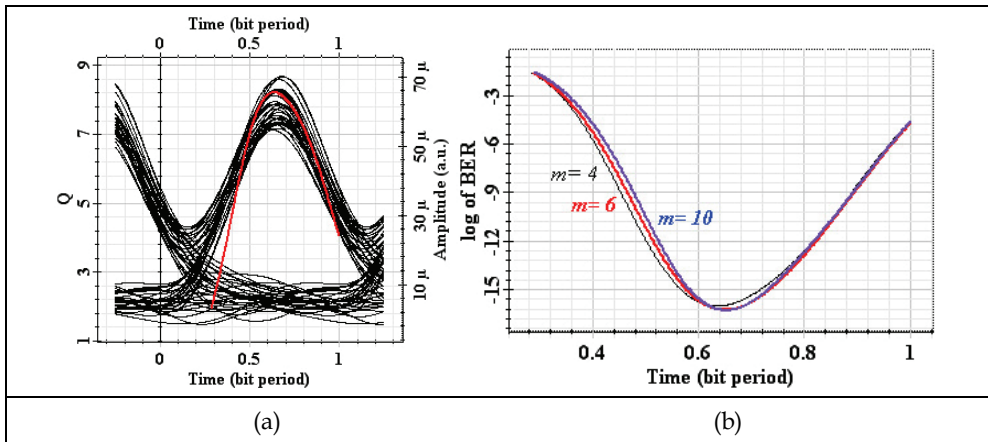 Time (bit period)
0 0.5 1
9
7
5
3
1
Q
70 μ
50 μ
30 μ
10 μ
Amplitude (a.u.)
0 0.5 1
Time (bit period)
-3
-6
-9
-12
-15
log of BER
m= 4
m= 6
m= 10
0.4 0.6 0.8 1
Time (bit period)
(a) (b)